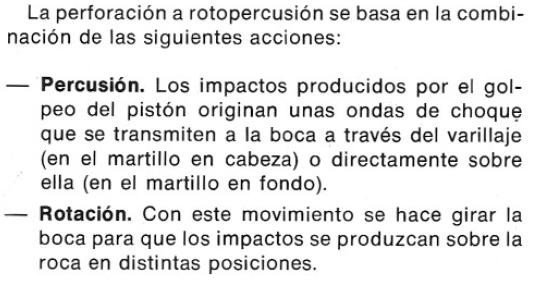 La perforación a rotopercusión se basa en la combi-
nación de las siguientes acciones:
— Percusión. Los impactos producidos por el gol-
peo del pistón originan unas ondas de choque
que se transmiten a la boca a través del varillaje
(en el martillo en cabeza) o directamente sobre
ella (en el martillo en fondo).
— Rotación. Con este movimiento se hace girar la
boca para que los impactos se produzcan sobre la
roca en distintas posiciones.